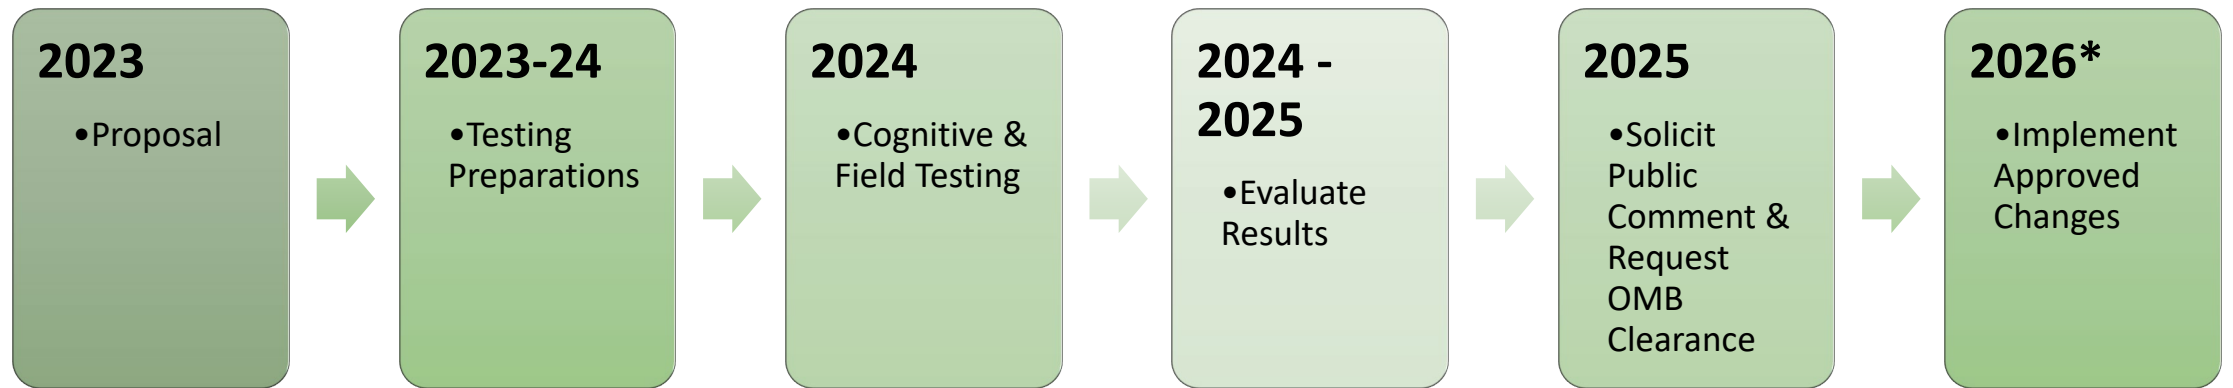 2023
•Proposal
2023-24
•Testing
Preparations
2024
•Cognitive &
Field Testing
2024 -
2025
•Evaluate
Results
2025
•Solicit
Public
Comment &
Request
OMB
Clearance
2026*
•Implement
Approved
Changes